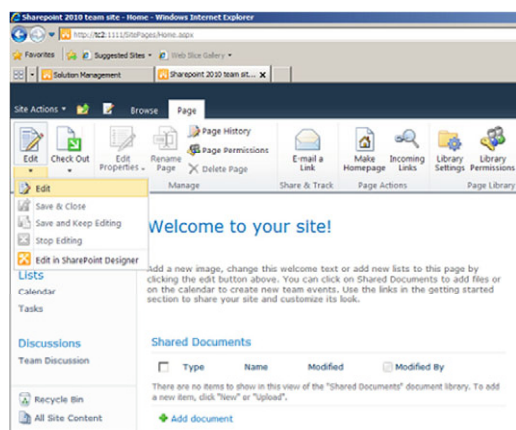 Sharepoint 2010 team site - Home - Windows Internet Explorer
http://tc2:1111/SitePages/Home.aspx
Favorites Suggested Sites Web Slice Gallery
Solution Management Sharepoint 2010 team sit... X
Site Actions Browse Page
Edit Check Out Edit Properties Rename Page Page History Page Permissions Delete Page E-mail a Link Make Homepage Incoming Links Library Settings Library Permissions
Manage Share & Track Page Actions Page Library
Edit
Save & Close
Save and Keep Editing
Stop Editing
Edit in SharePoint Designer
Welcome to your site!
Add a new image, change this welcome text or add new lists to this page by
clicking the edit button above. You can click on Shared Documents to add files or
on the calendar to create new team events. Use the links in the getting started
section to share your site and customize its look.
Lists
Calendar
Tasks
Discussions
Team Discussion
Recycle Bin
All Site Content
Shared Documents
Type Name Modified Modified By
There are no items to show in this view of the "Shared Documents" document library. To add
a new item, click "New" or "Upload".
Add document